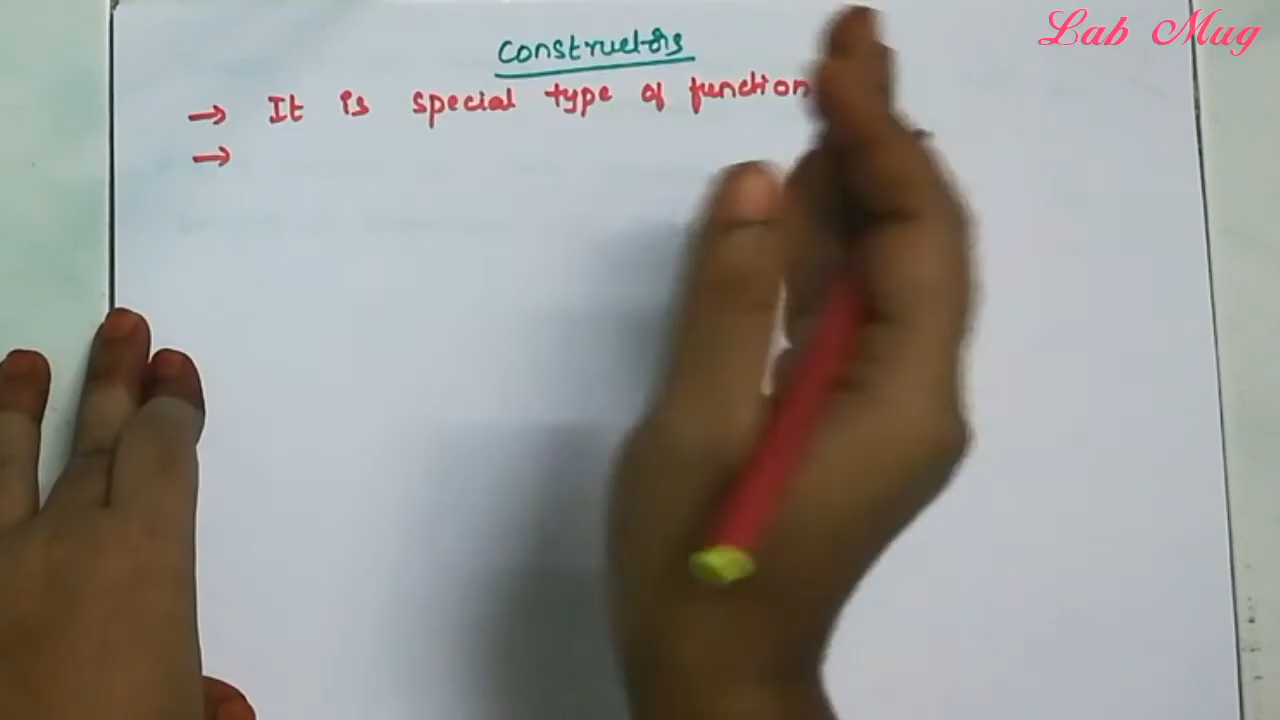 Lab Mug
Constructors
→ It is special type of function
→